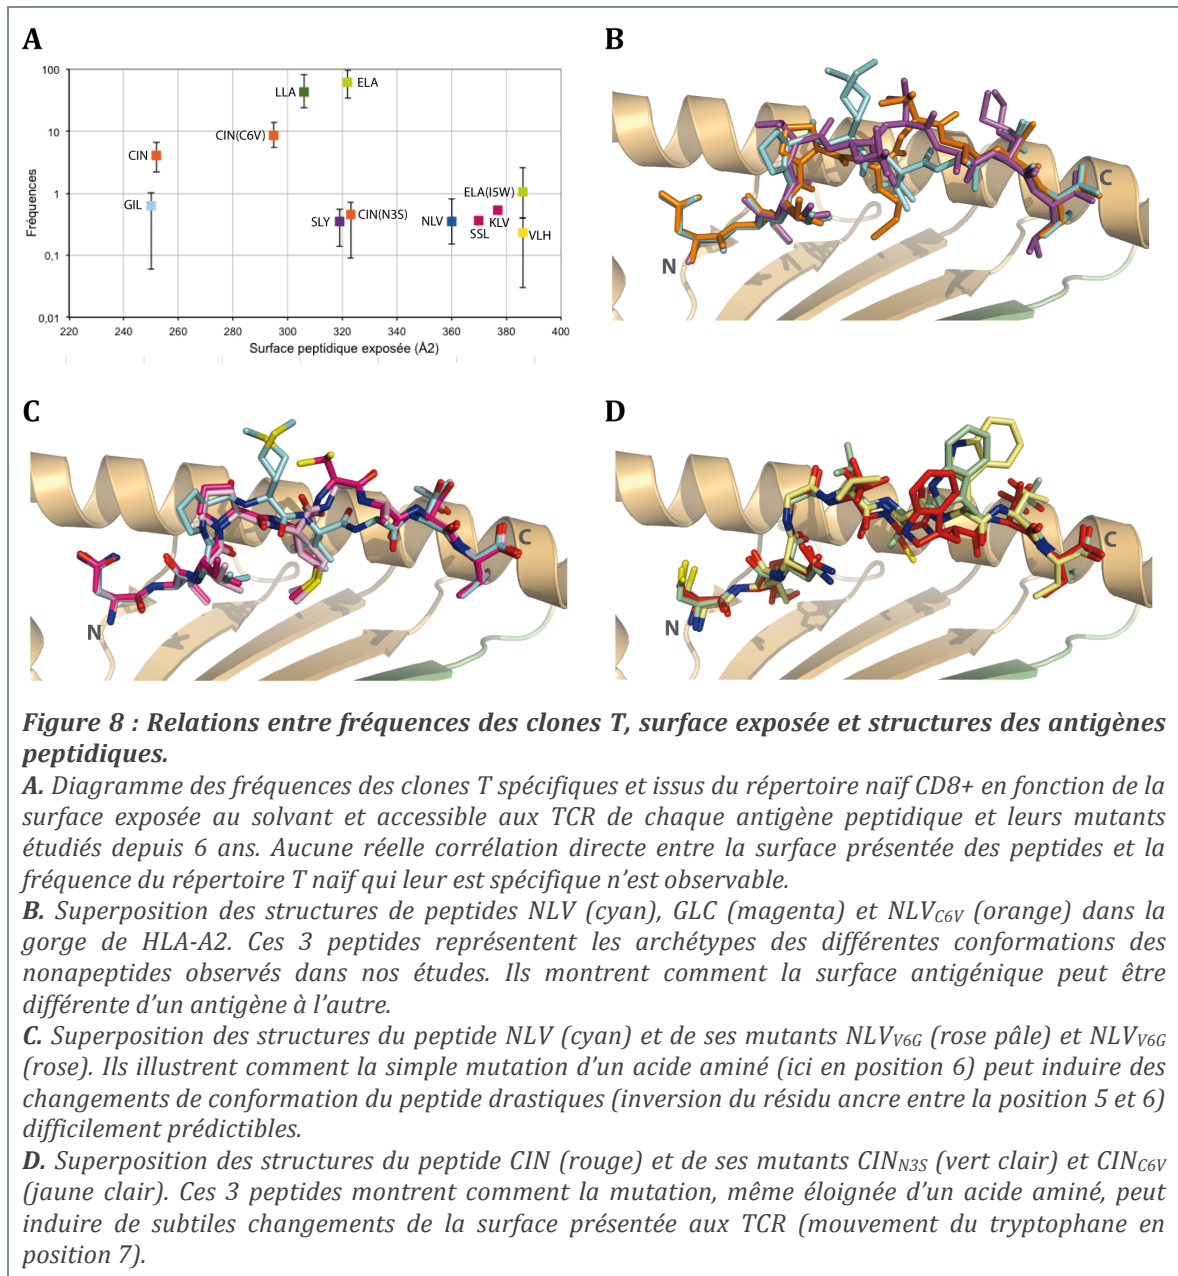 A
B
Fréquences
100
10
1
0,1
0,01
LLA
ELA
CIN(C6V)
CIN
GIL
SLY
CIN(N3S)
NLV
ELA(I5W)
KLV
SSL
VLH
220
240
260
280
300
320
340
360
380
400
Surface peptidique exposée (Å2)
N
C
C
D
N
C
N
C
Figure 8 : Relations entre fréquences des clones T, surface exposée et structures des antigènes
peptidiques.
A. Diagramme des fréquences des clones T spécifiques et issus du répertoire naïf CD8+ en fonction de la
surface exposée au solvant et accessible aux TCR de chaque antigène peptidique et leurs mutants
étudiés depuis 6 ans. Aucune réelle corrélation directe entre la surface présentée des peptides et la
fréquence du répertoire T naïf qui leur est spécifique n'est observable.
B. Superposition des structures de peptides NLV (cyan), GLC (magenta) et NLVC6V (orange) dans la
gorge de HLA-A2. Ces 3 peptides représentent les archétypes des différentes conformations des
nonapeptides observés dans nos études. Ils montrent comment la surface antigénique peut être
différente d'un antigène à l'autre.
C. Superposition des structures du peptide NLV (cyan) et de ses mutants NLVV6G (rose pâle) et NLVV6G
(rose). Ils illustrent comment la simple mutation d'un acide aminé (ici en position 6) peut induire des
changements de conformation du peptide drastiques (inversion du résidu ancre entre la position 5 et 6)
difficilement prédictibles.
D. Superposition des structures du peptide CIN (rouge) et de ses mutants CINN3S (vert clair) et CINC6V
(jaune clair). Ces 3 peptides montrent comment la mutation, même éloignée d'un acide aminé, peut
induire de subtiles changements de la surface présentée aux TCR (mouvement du tryptophane en
position 7).